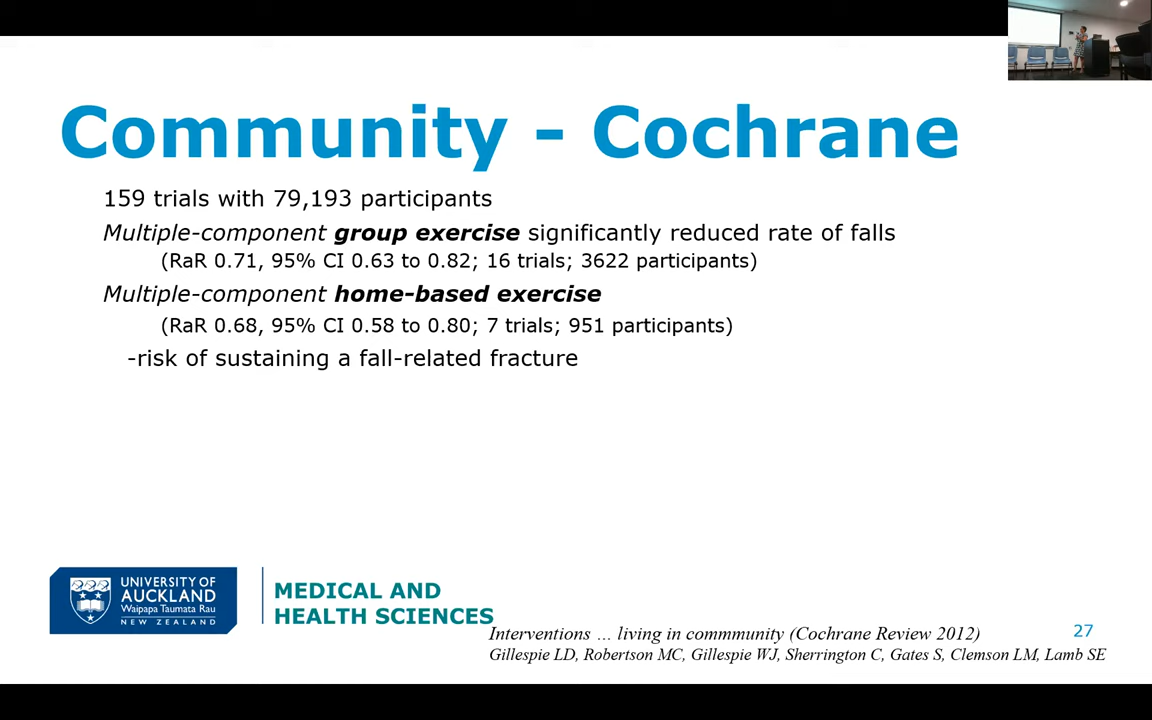 Community - Cochrane
159 trials with 79,193 participants
Multiple-component group exercise significantly reduced rate of falls
(RaR 0.71, 95% CI 0.63 to 0.82; 16 trials; 3622 participants)
Multiple-component home-based exercise
(RaR 0.68, 95% CI 0.58 to 0.80; 7 trials; 951 participants)
-risk of sustaining a fall-related fracture
UNIVERSITY OF
AUCKLAND
Waipapa Taumata Rau
NEW ZEALAND
MEDICAL AND
HEALTH SCIENCES
Interventions … living in commmunity (Cochrane Review 2012)
27
Gillespie LD, Robertson MC, Gillespie WJ, Sherrington C, Gates S, Clemson LM, Lamb SE